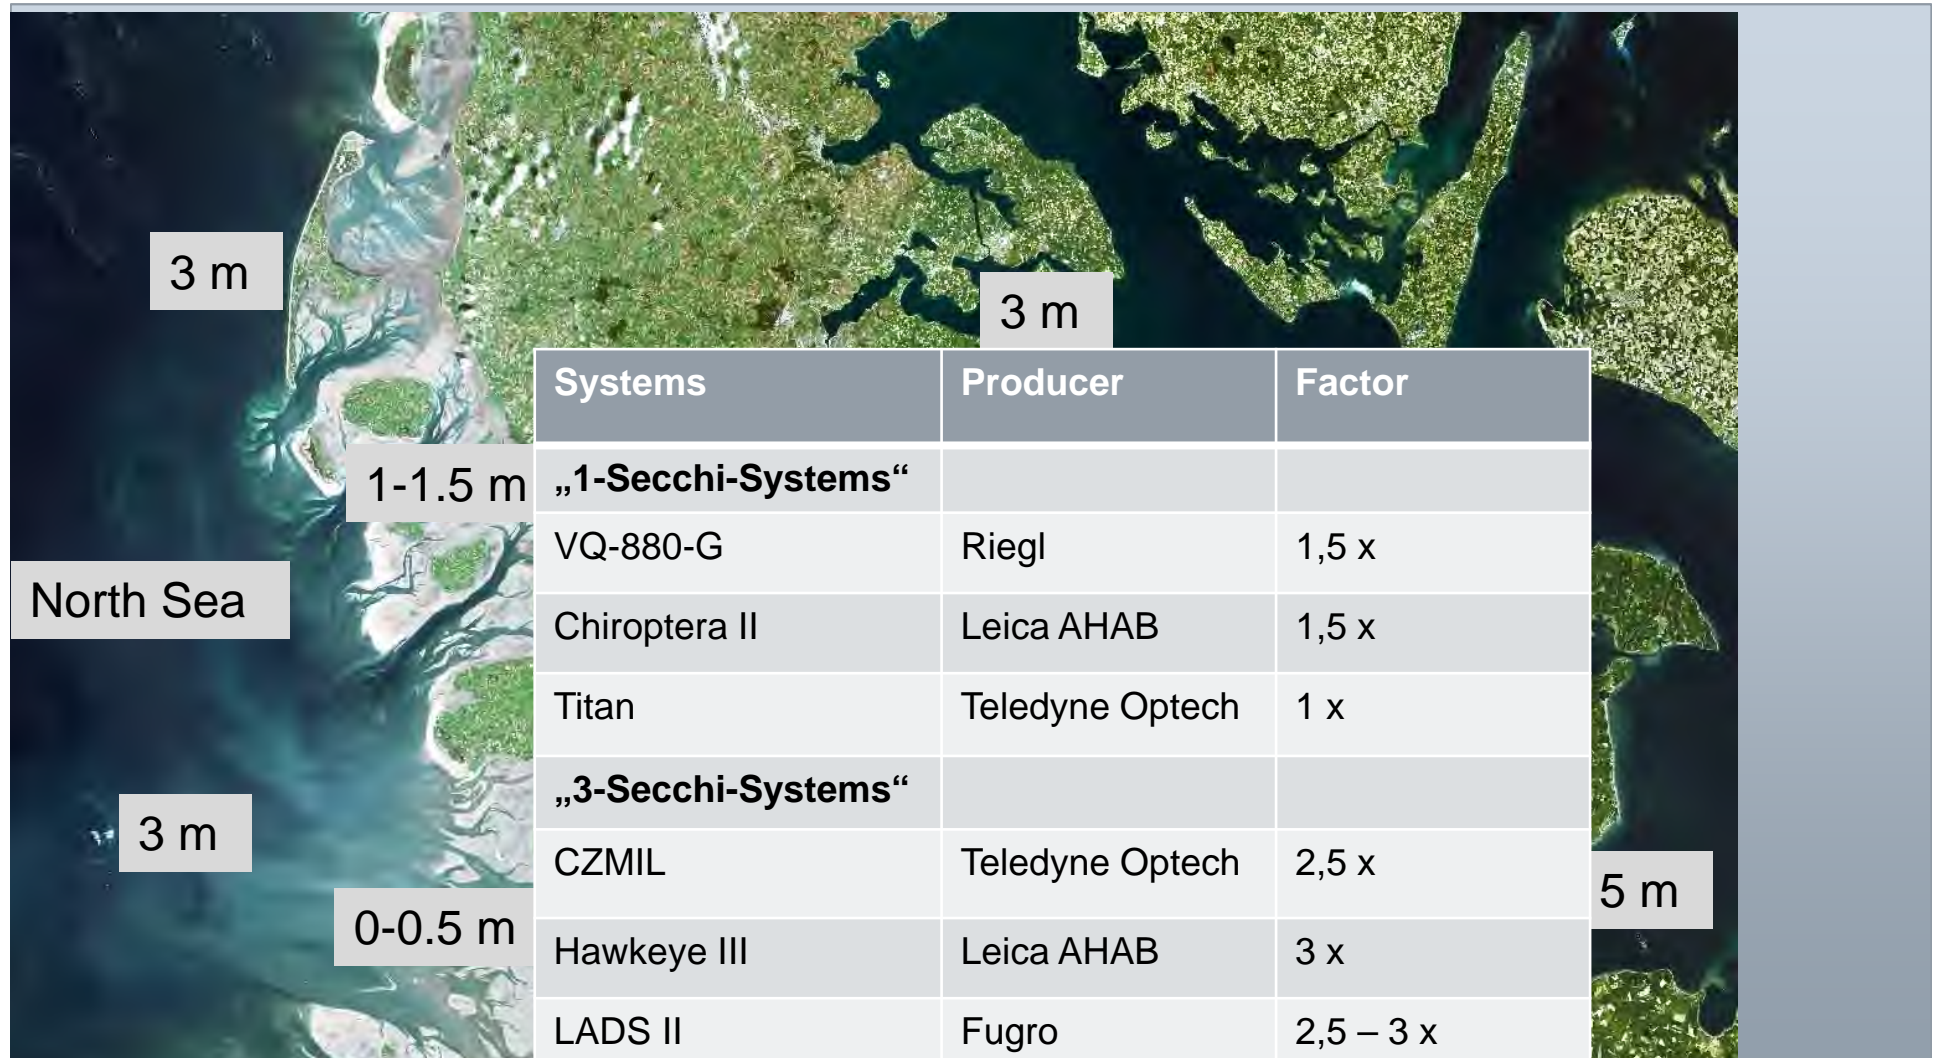 3 m
3 m
Systems Producer Factor
„1-Secchi-Systems“
1-1.5 m
VQ-880-G Riegl 1,5 x
North Sea
Chiroptera II Leica AHAB 1,5 x
Titan Teledyne Optech 1 x
„3-Secchi-Systems“
3 m
CZMIL Teledyne Optech 2,5 x
5 m
0-0.5 m
Hawkeye III Leica AHAB 3 x
LADS II Fugro 2,5 – 3 x